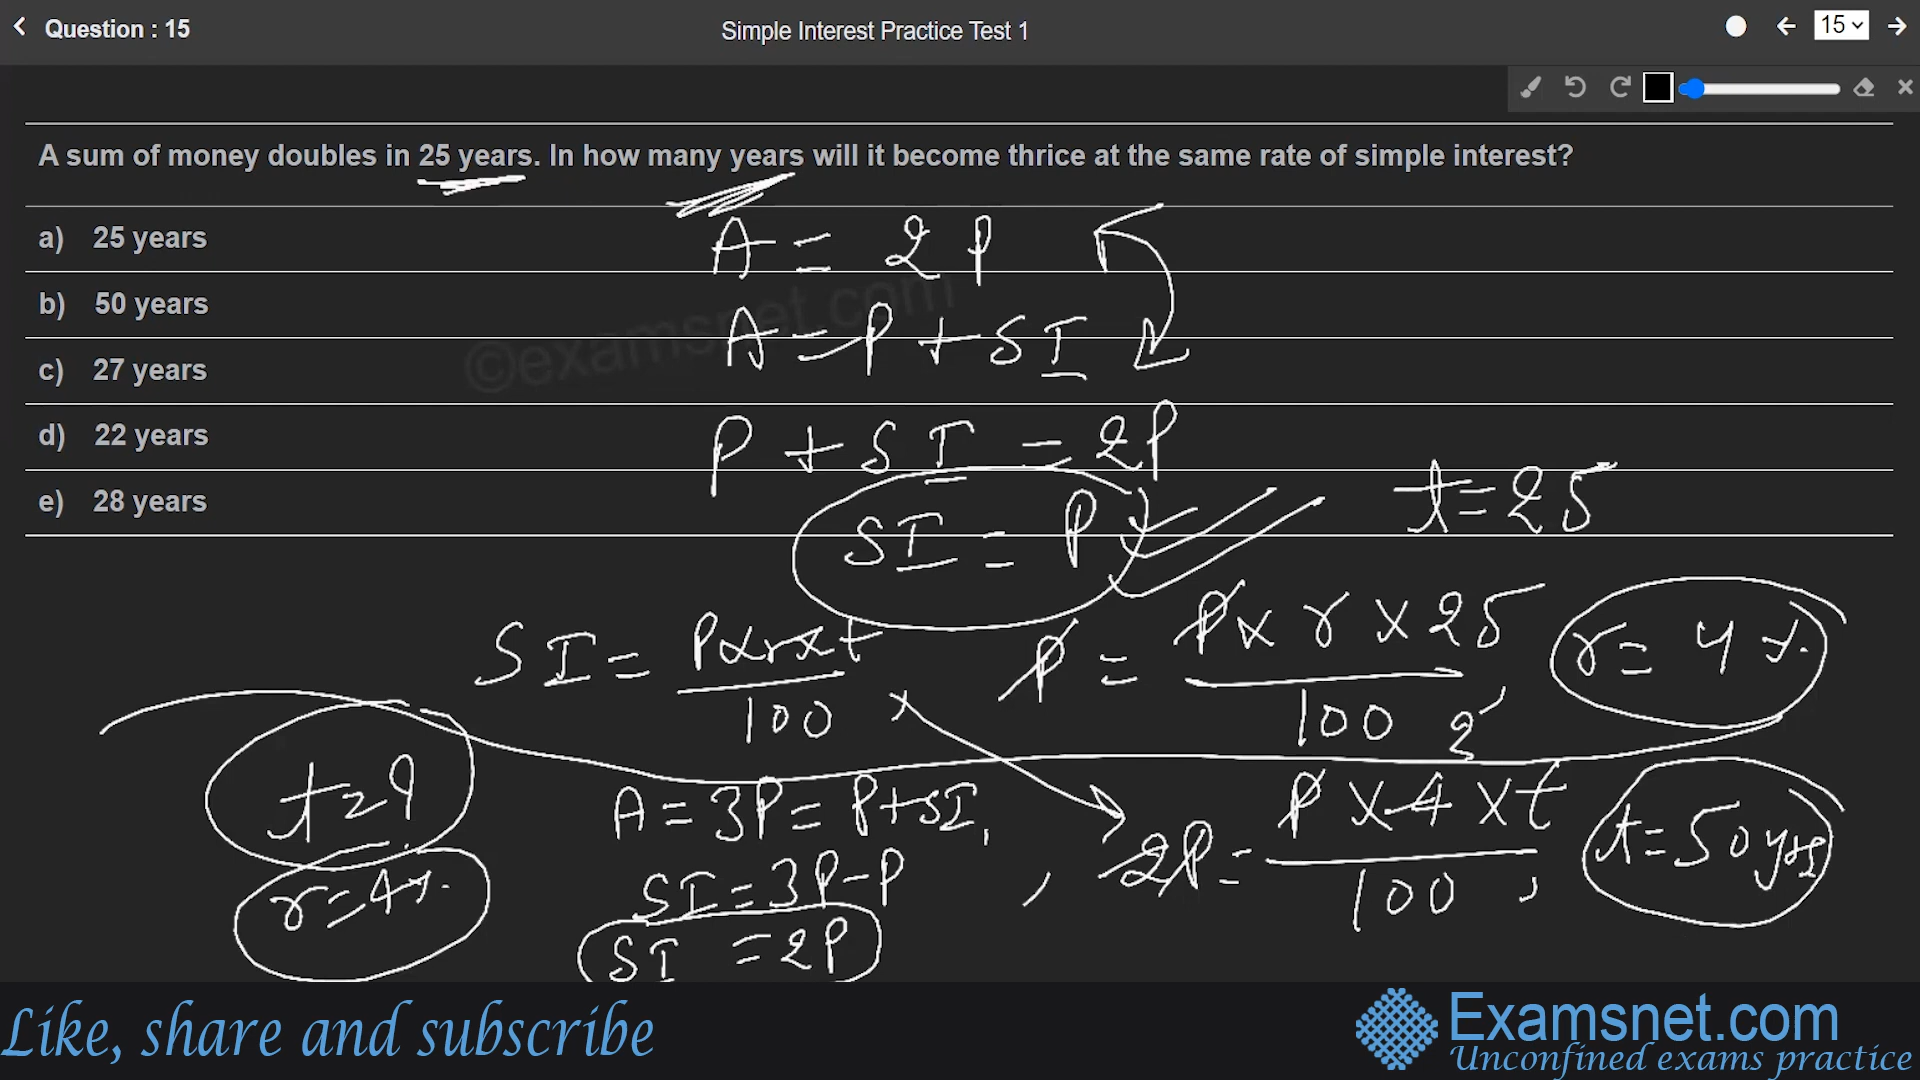 Question : 15
Simple Interest Practice Test 1
15
A sum of money doubles in 25 years. In how many years will it become thrice at the same rate of simple interest?
a) 25 years
b) 50 years
c) 27 years
d) 22 years
e) 28 years
©examsnet.com
A = 2P
A = P + SI
P + SI = 2P
SI = P
t = 25
SI = P×r×t / 100
P = P × r × 25 / 100
r = 4 %
t = ?
r = 4%
A = 3P = P + SI,
SI = 3P - P
SI = 2P
2P = P × 4 × t / 100,
t = 50 yrs
Like, share and subscribe
Examsnet.com
Unconfined exams practice